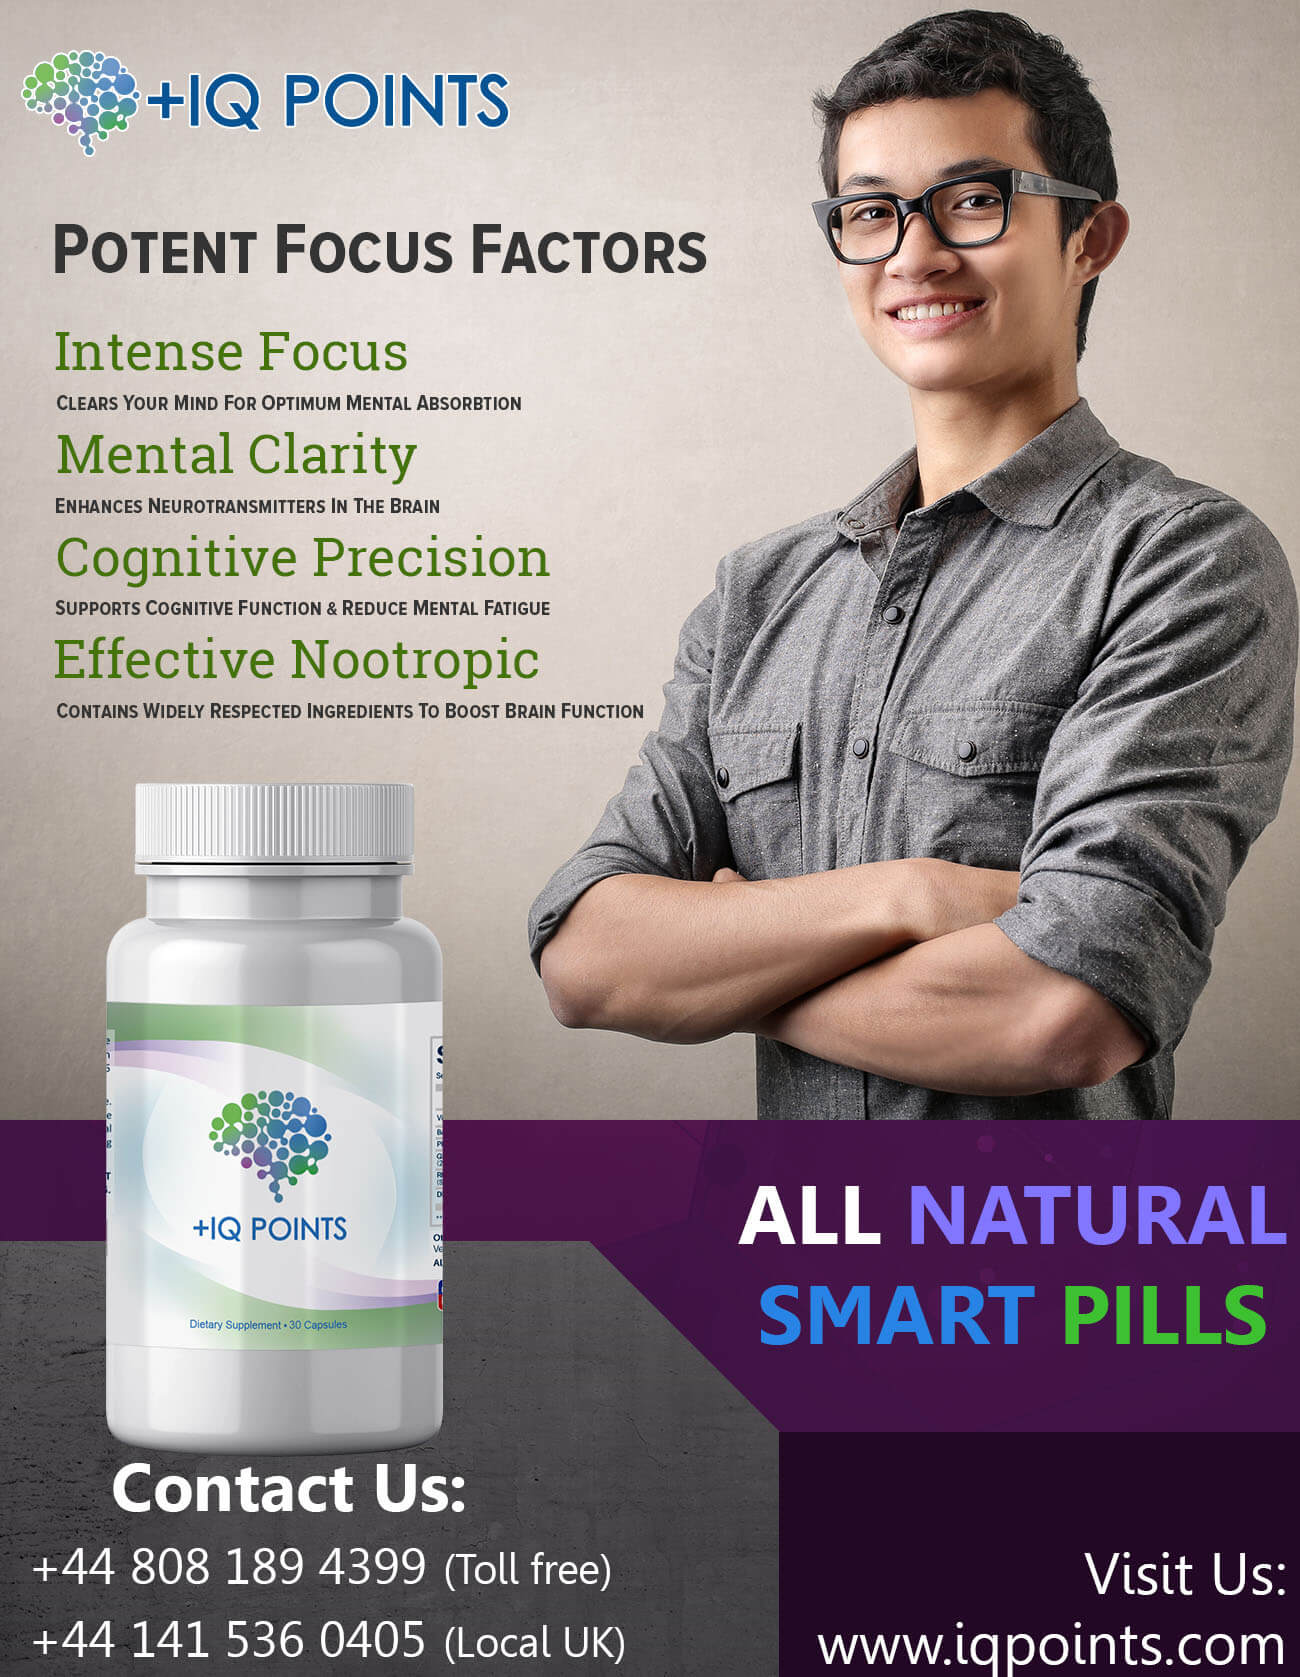 +IQ POINTS
POTENT FOCUS FACTORS
Intense Focus
CLEARS YOUR MIND FOR OPTIMUM MENTAL ABSORBTION
Mental Clarity
ENHANCES NEUROTRANSMITTERS IN THE BRAIN
Cognitive Precision
SUPPORTS COGNITIVE FUNCTION & REDUCE MENTAL FATIGUE
Effective Nootropic
CONTAINS WIDELY RESPECTED INGREDIENTS TO BOOST BRAIN FUNCTION
+IQ POINTS
Dietary Supplement • 30 Capsules
ALL NATURAL
SMART PILLS
Contact Us:
+44 808 189 4399 (Toll free)
+44 141 536 0405 (Local UK)
Visit Us:
www.iqpoints.com